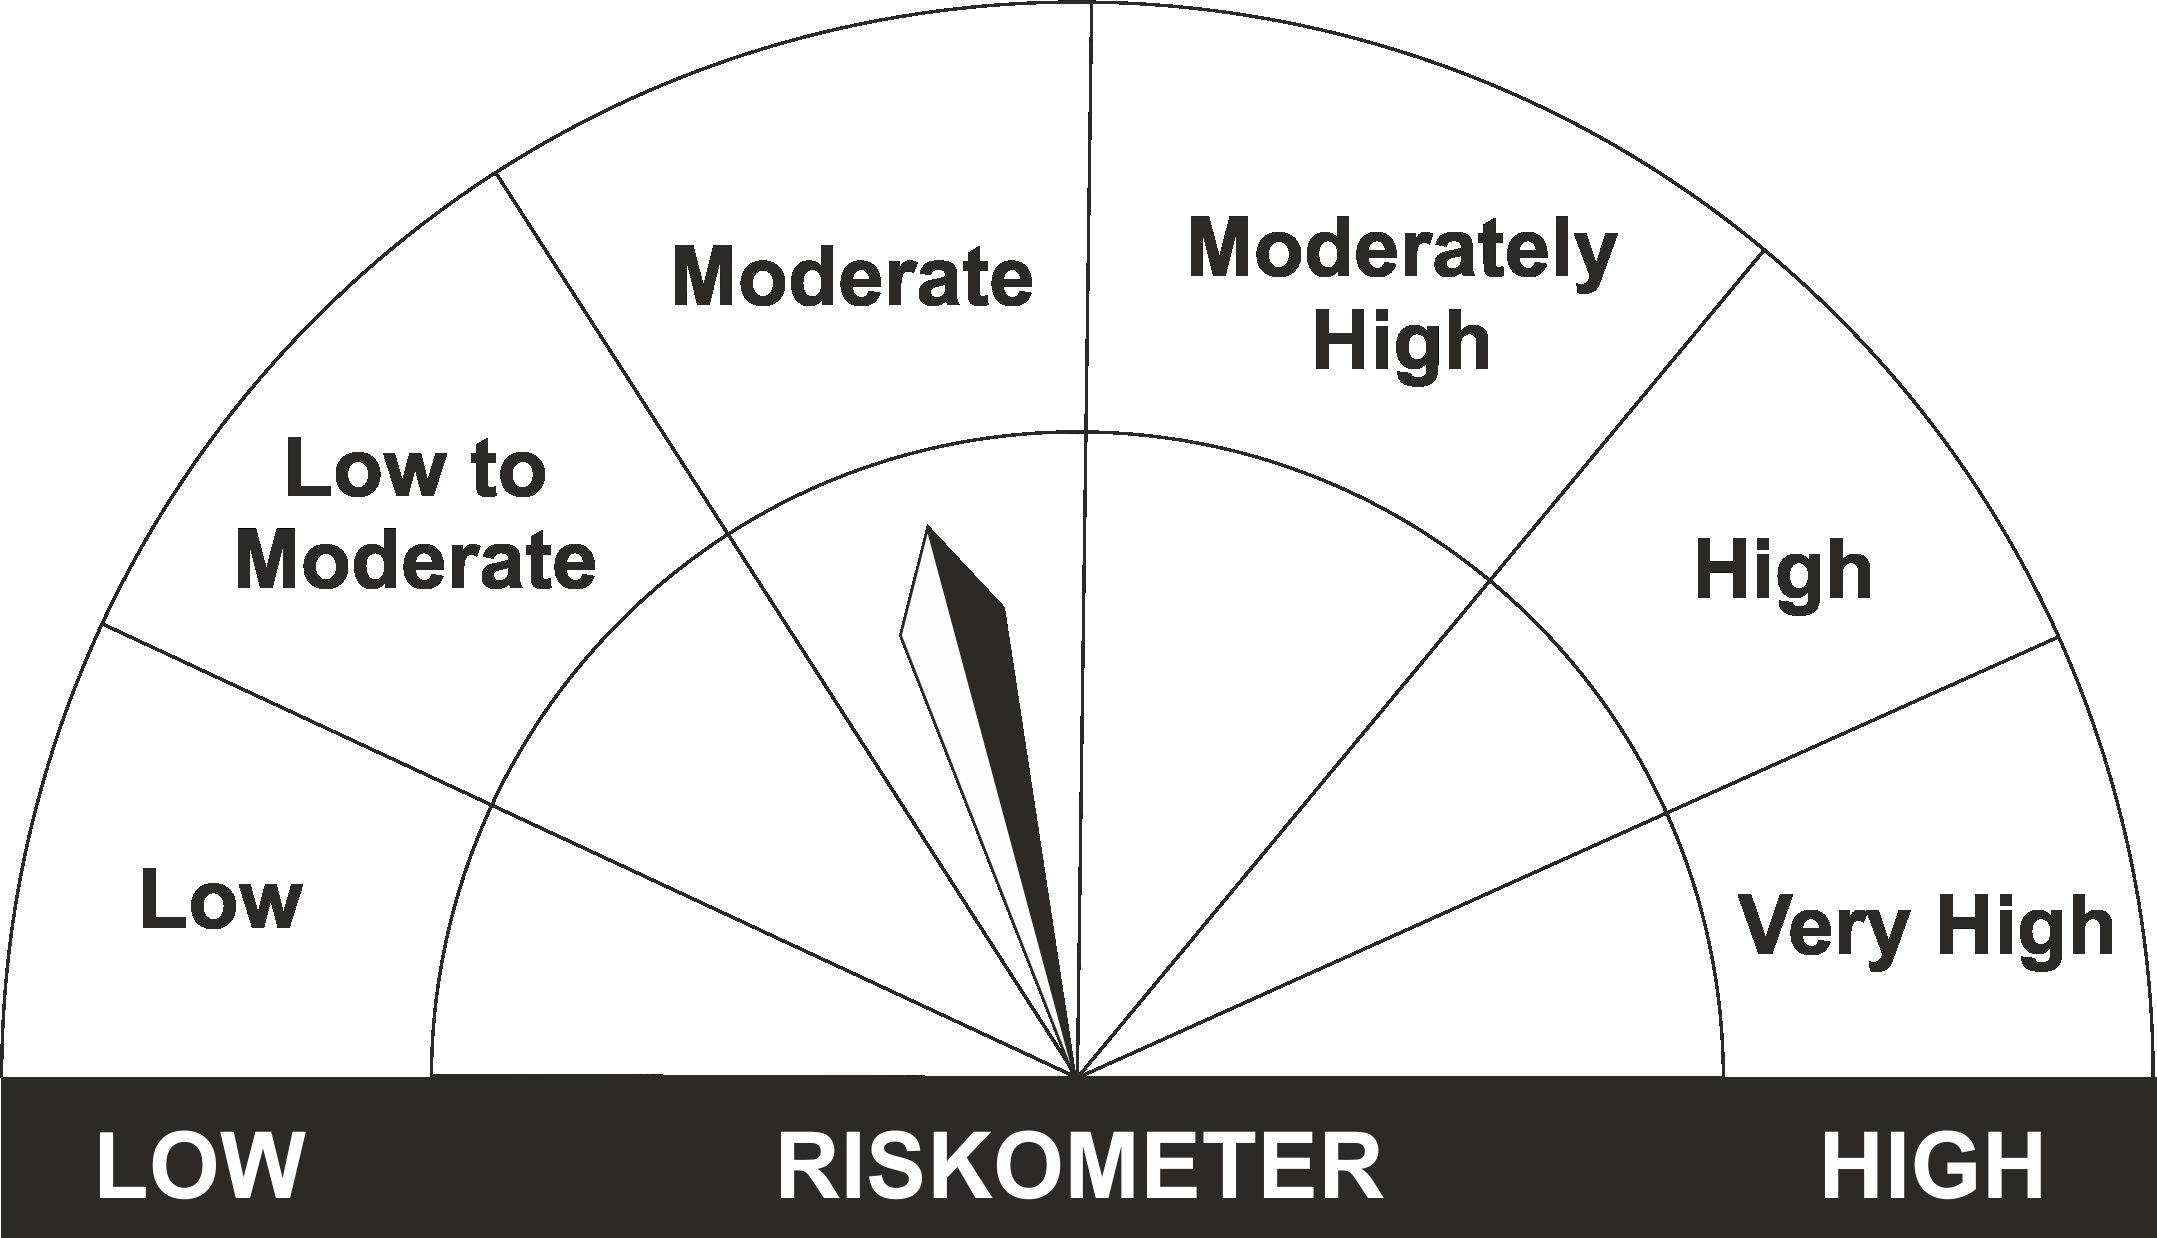 Moderate
Moderately
High
Low to
Moderate
High
Low
Very High
LOW
RISKOMETER
HIGH